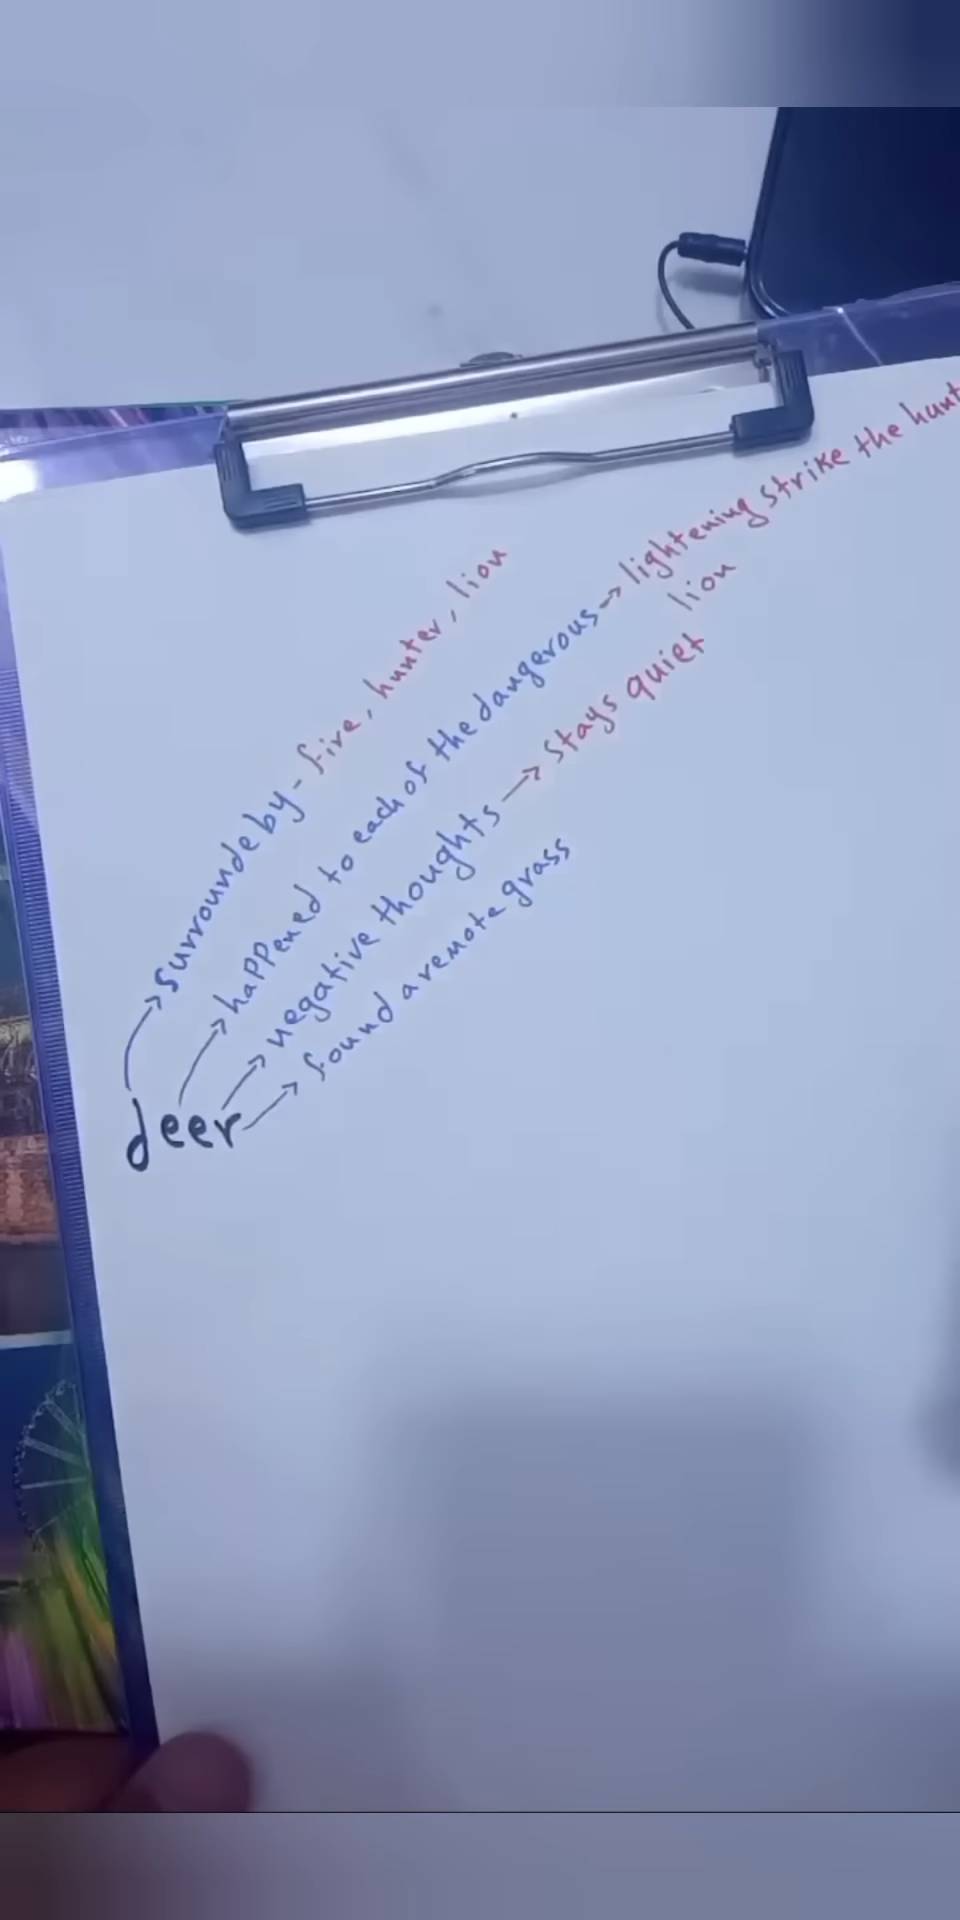 surrounde by - fire, hunter, lion
happened to each of the dangerous → lightening strike the hunt
lion
negative thoughts → stays quiet
found a remote grass
deer